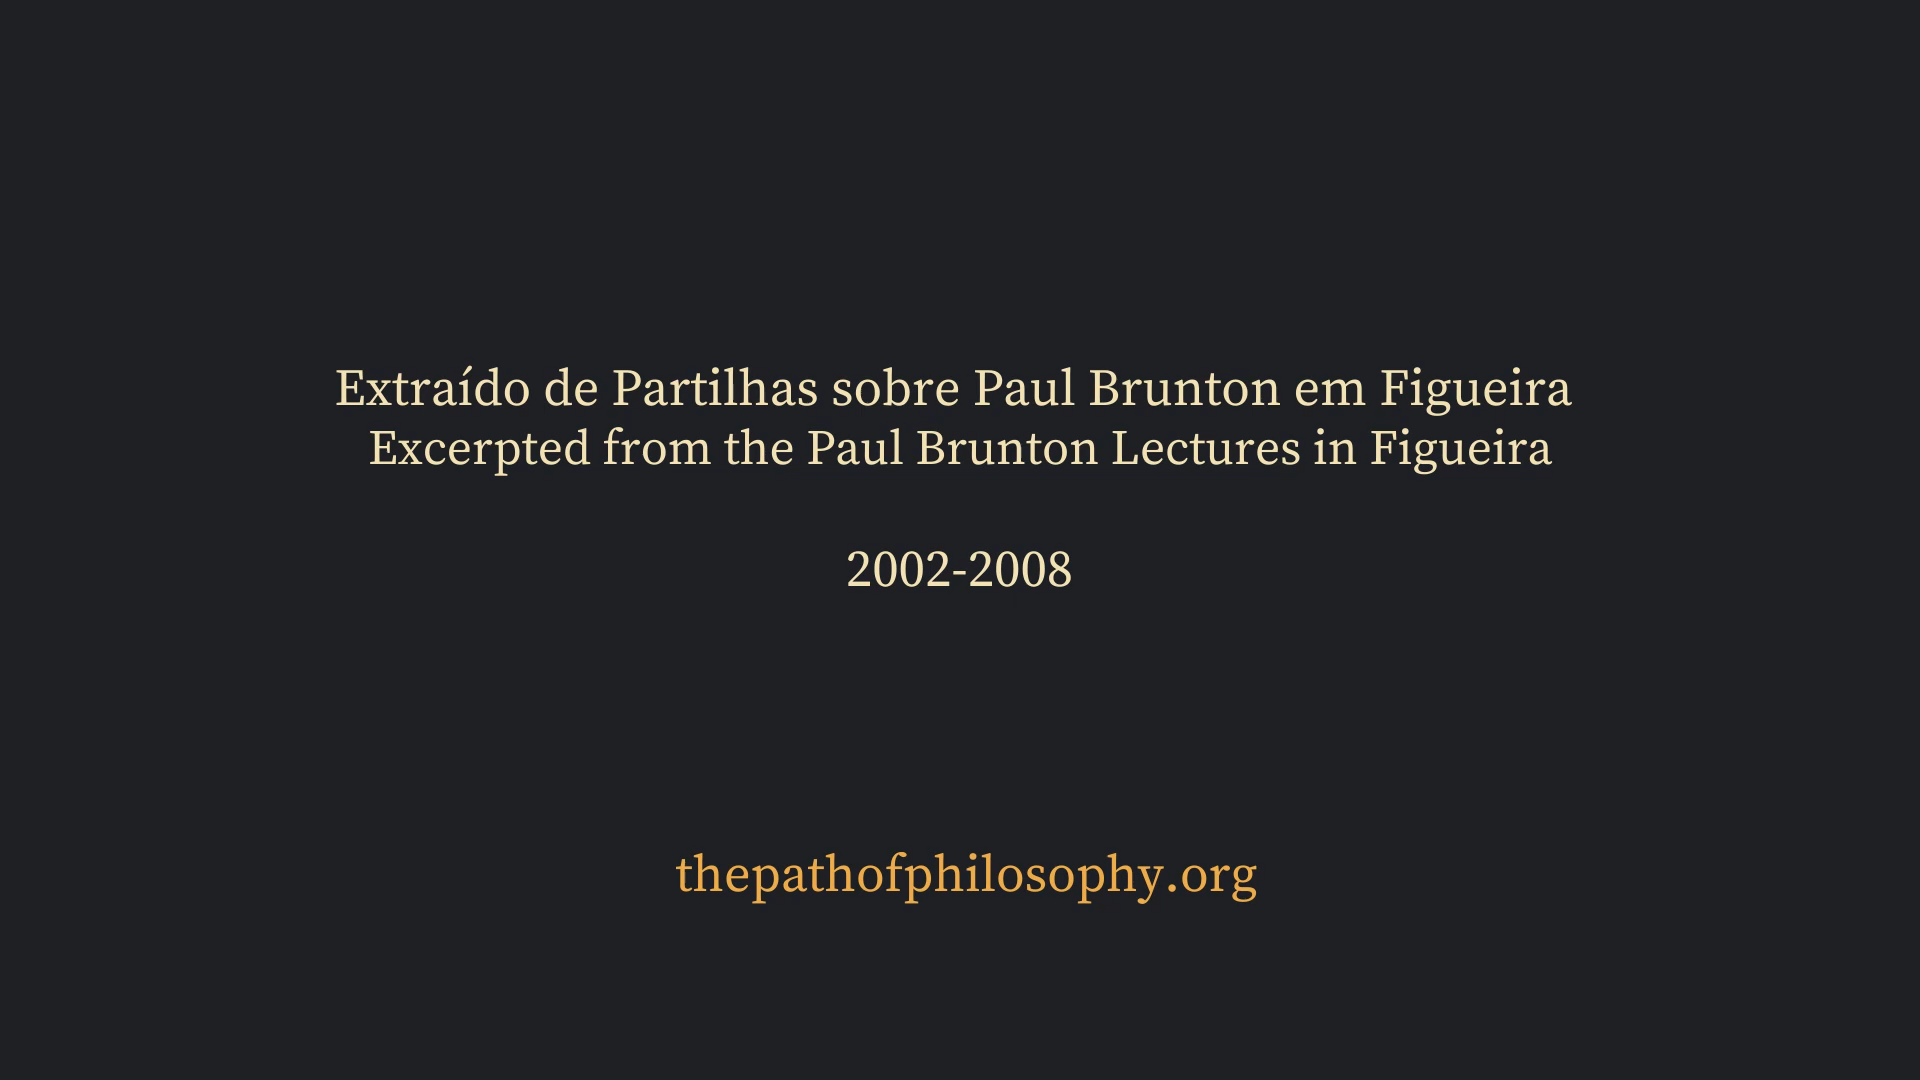 Extraído de Partilhas sobre Paul Brunton em Figueira
Excerpted from the Paul Brunton Lectures in Figueira
2002-2008
thepathofphilosophy.org